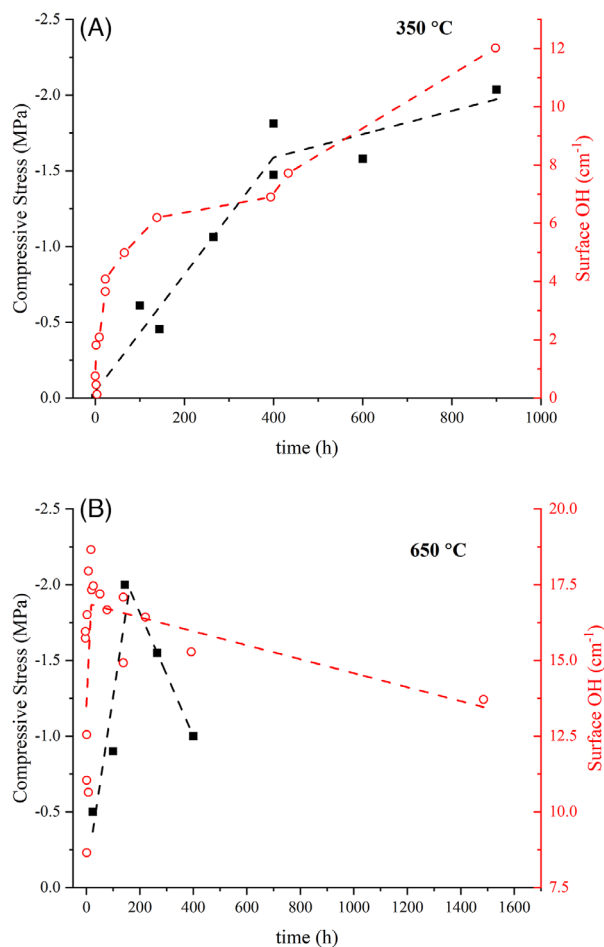 (A)
350 °C
-2.5
-2.0
-1.5
-1.0
-0.5
0.0
Compressive Stress (MPa)
12
10
8
6
4
2
0
Surface OH (cm⁻¹)
0 200 400 600 800 1000
time (h)
(B)
650 °C
-2.5
-2.0
-1.5
-1.0
-0.5
0.0
Compressive Stress (MPa)
20.0
17.5
15.0
12.5
10.0
7.5
Surface OH (cm⁻¹)
0 200 400 600 800 1000 1200 1400 1600
time (h)